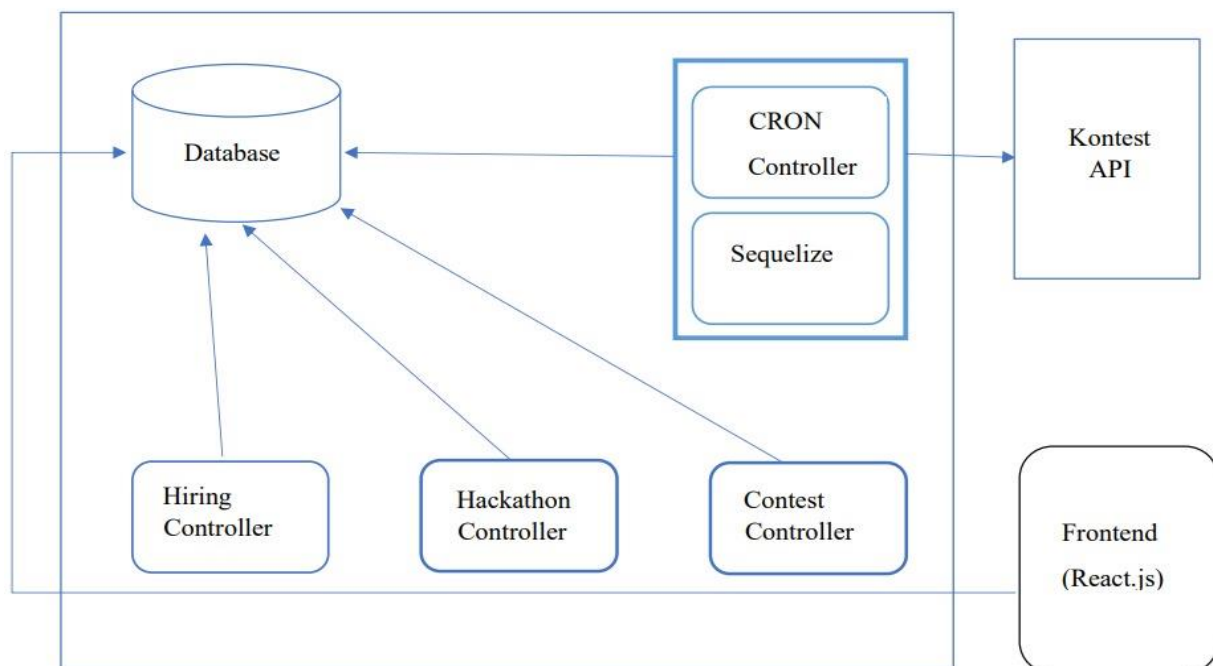 Database
CRON
Controller
Sequelize
Kontest
API
Hiring
Controller
Hackathon
Controller
Contest
Controller
Frontend
(React.js)